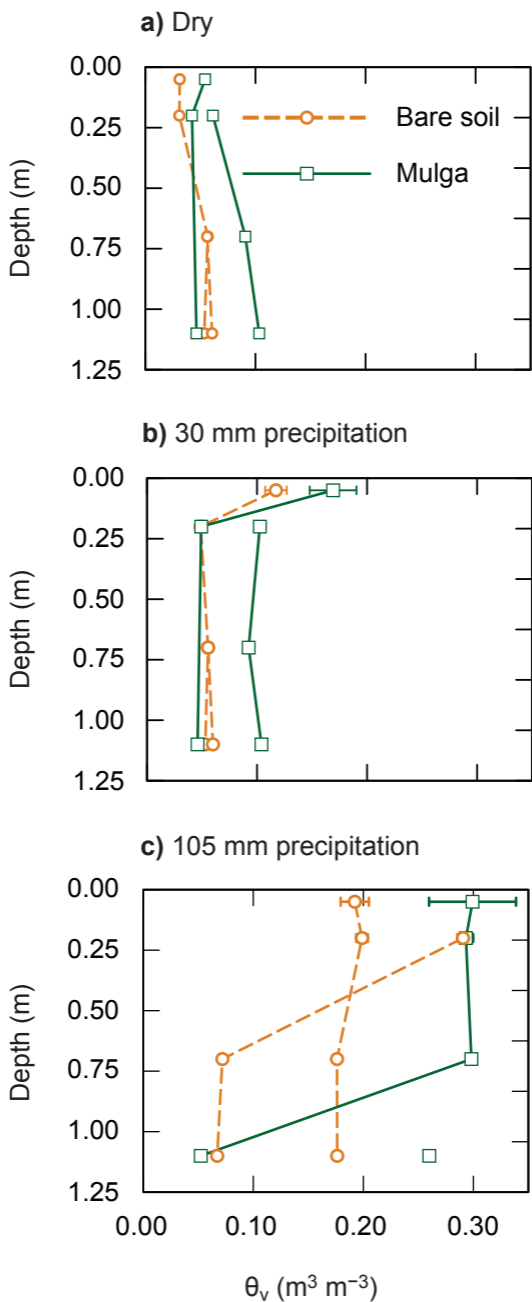 a) Dry
0.00
0.25
0.50
0.75
1.00
1.25
Depth (m)
Bare soil
Mulga
b) 30 mm precipitation
0.00
0.25
0.50
0.75
1.00
1.25
Depth (m)
c) 105 mm precipitation
0.00
0.25
0.50
0.75
1.00
1.25
Depth (m)
0.00 0.10 0.20 0.30
θᵥ (m³ m⁻³)